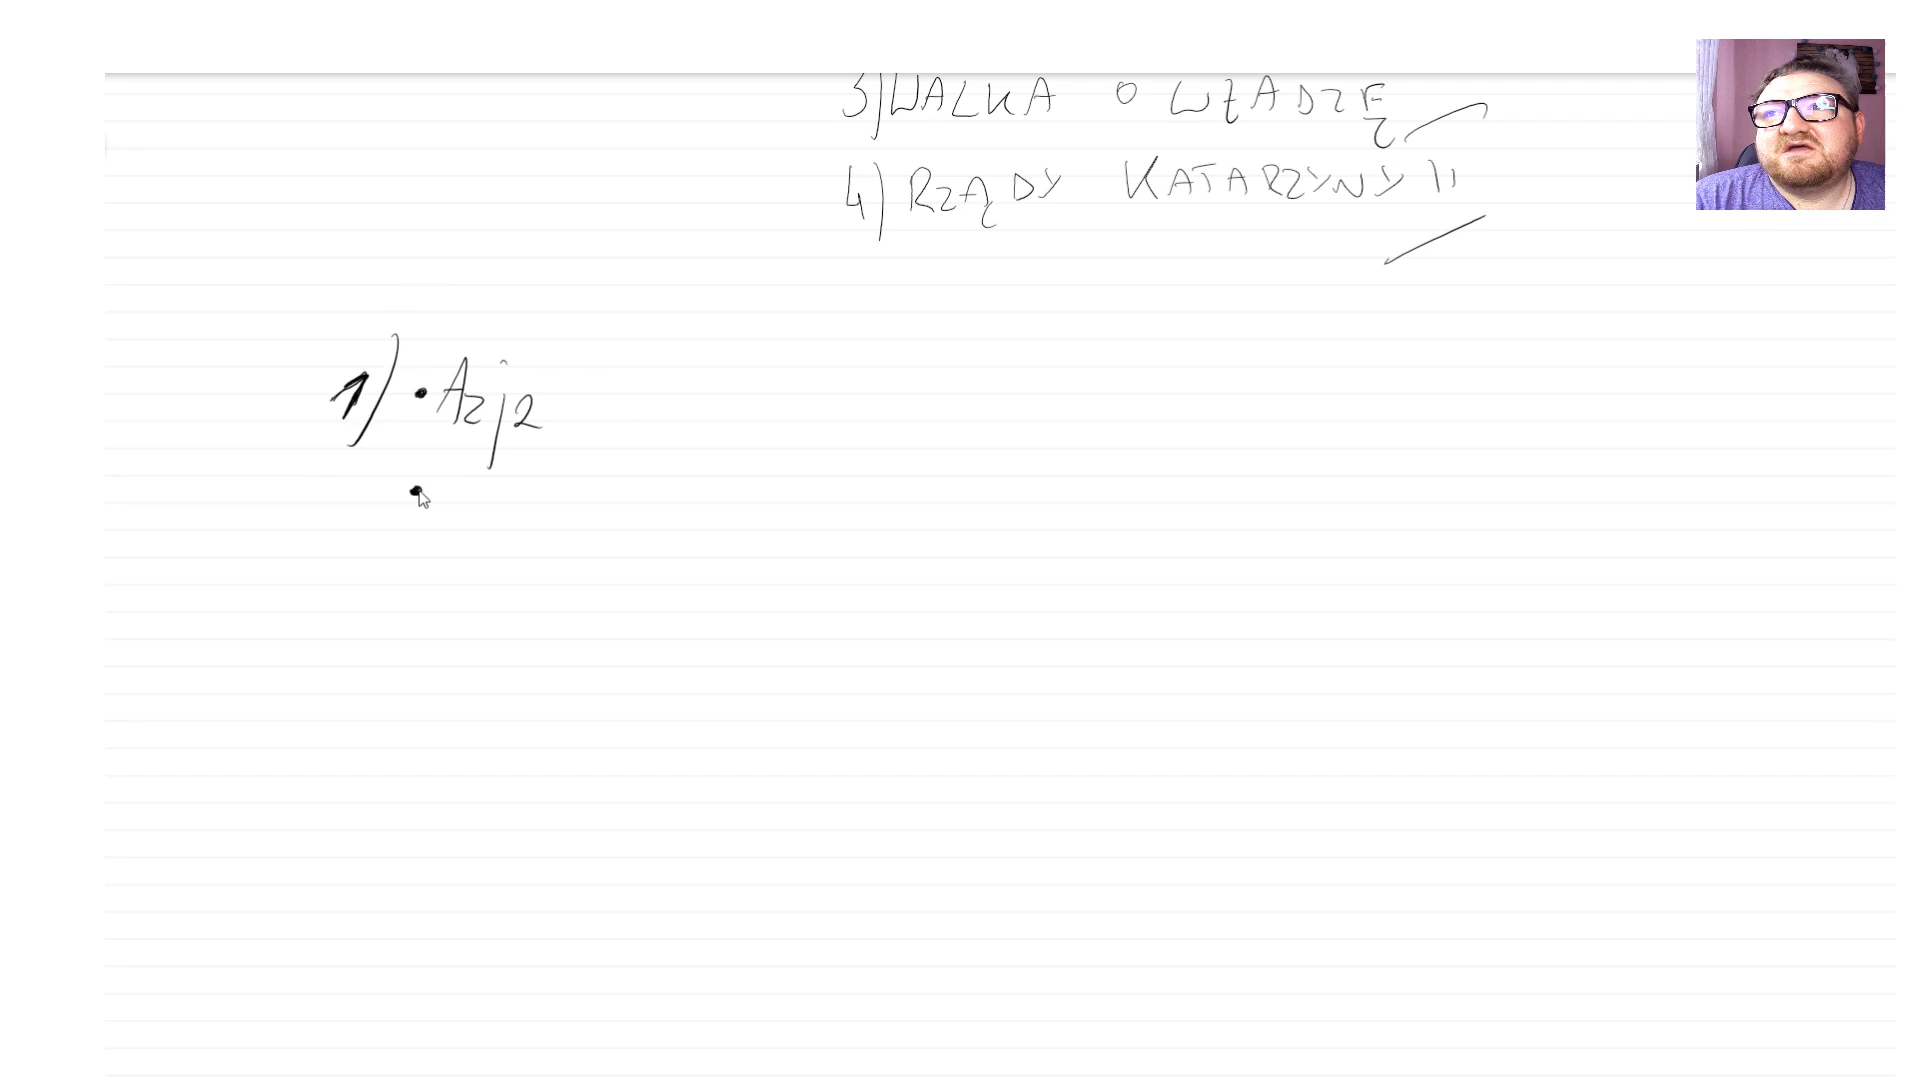 3) WALKA O WŁADZĘ
4) RZĄDY KATARZYNY II
1) • Azja
•